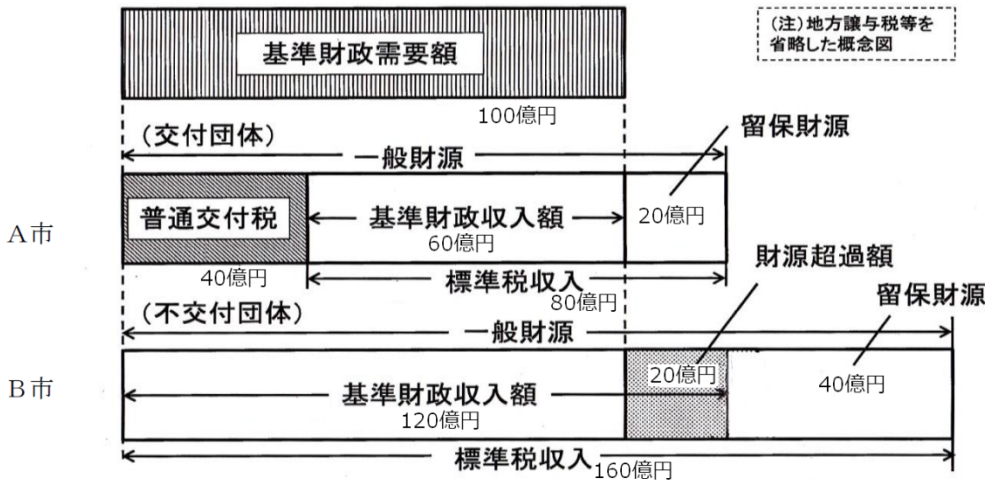 (注)地方譲与税等を
省略した概念図
基準財政需要額
100億円
(交付団体)
一般財源
留保財源
A市
普通交付税
基準財政収入額
60億円
20億円
40億円
標準税収入
80億円
財源超過額
(不交付団体)
一般財源
留保財源
B市
基準財政収入額
120億円
20億円
40億円
標準税収入
160億円